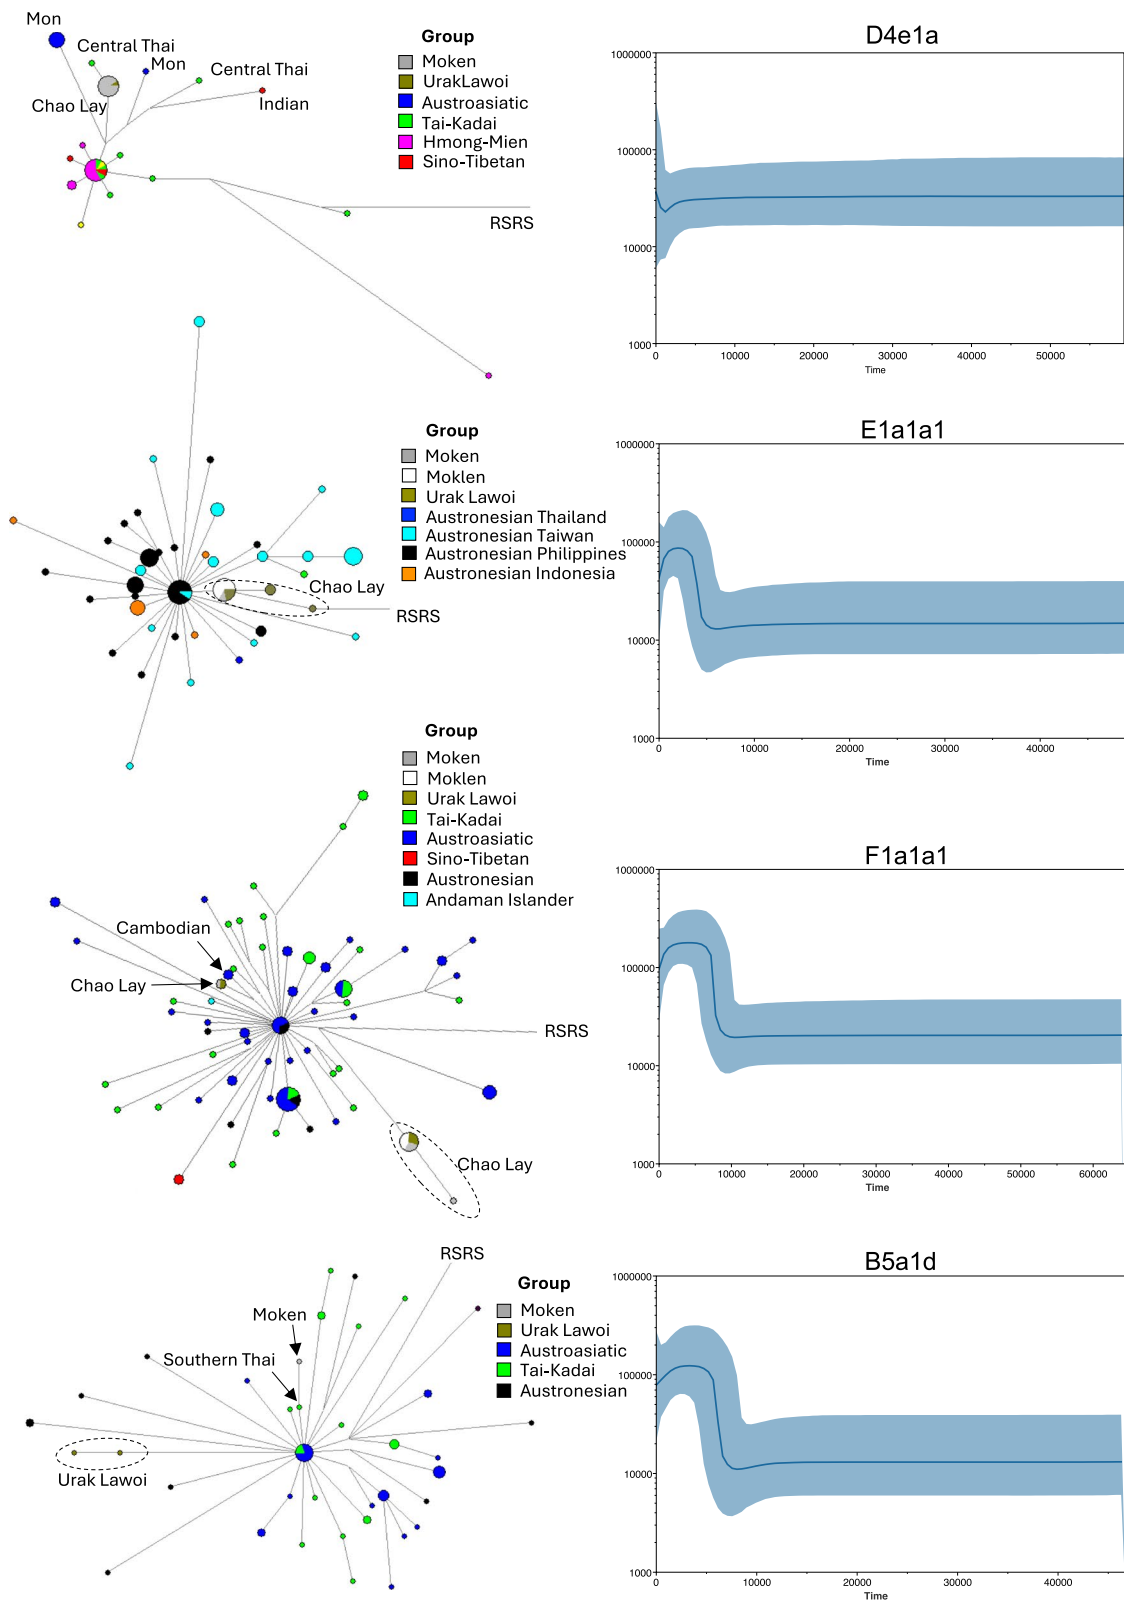 Mon
Central Thai
Mon
Central Thai
Chao Lay
Indian
RSRS
Group
Moken
UrakLawoi
Austroasiatic
Tai-Kadai
Hmong-Mien
Sino-Tibetan
D4e1a
1000000
100000
10000
1000
0
10000
20000
30000
40000
50000
Time
Group
Moken
Moklen
Urak Lawoi
Austronesian Thailand
Austronesian Taiwan
Austronesian Philippines
Austronesian Indonesia
Chao Lay
RSRS
E1a1a1
1000000
100000
10000
1000
0
10000
20000
30000
40000
Time
Group
Moken
Moklen
Urak Lawoi
Tai-Kadai
Austroasiatic
Sino-Tibetan
Austronesian
Andaman Islander
Cambodian
Chao Lay
RSRS
Chao Lay
F1a1a1
1000000
100000
10000
1000
0
10000
20000
30000
40000
50000
60000
Time
RSRS
Group
Moken
Urak Lawoi
Austroasiatic
Tai-Kadai
Austronesian
Moken
Southern Thai
Urak Lawoi
B5a1d
1000000
100000
10000
1000
0
10000
20000
30000
40000
Time